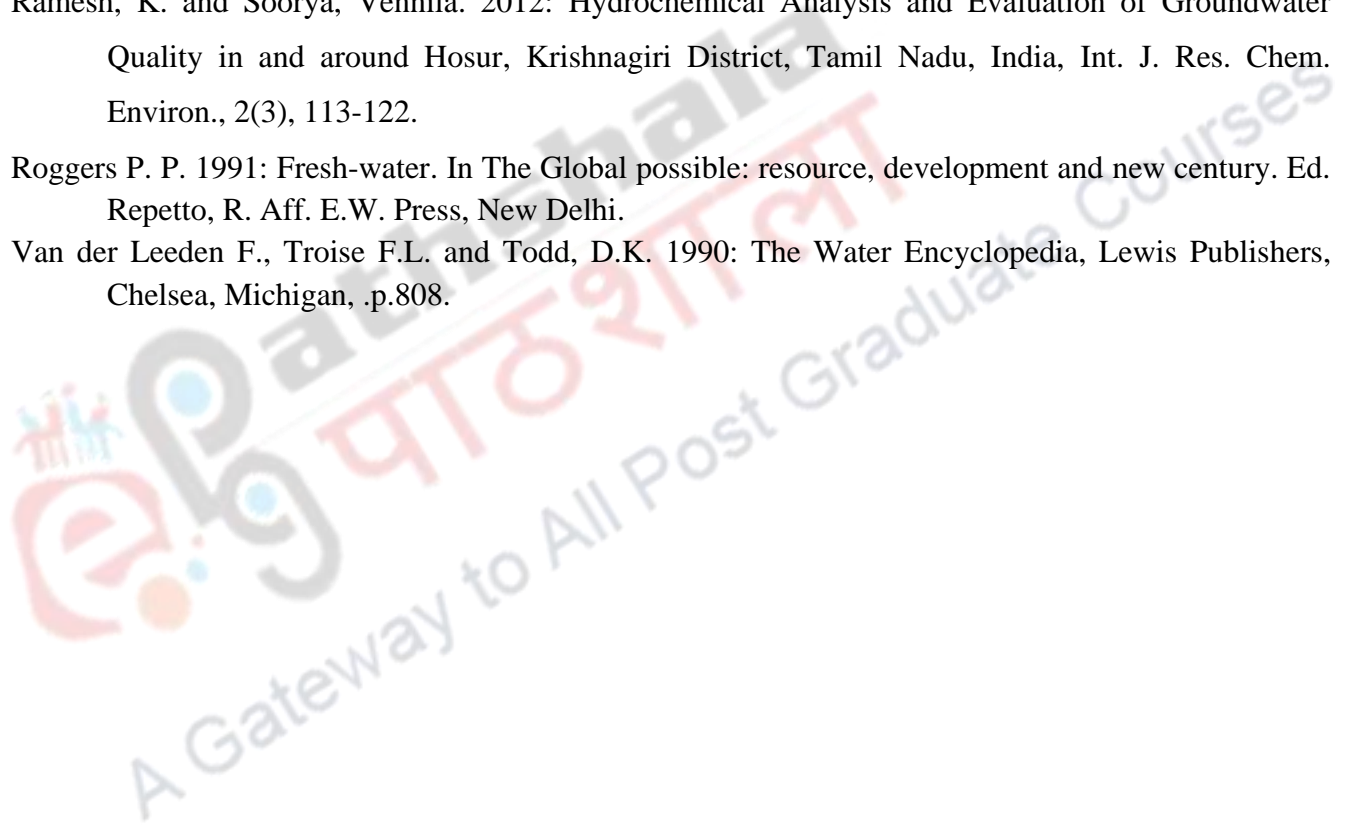 Ramesh, K. and Soorya, Vennila. 2012: Hydrochemical Analysis and Evaluation of Groundwater
Quality in and around Hosur, Krishnagiri District, Tamil Nadu, India, Int. J. Res. Chem.
Environ., 2(3), 113-122.
Roggers P. P. 1991: Fresh-water. In The Global possible: resource, development and new century. Ed.
Repetto, R. Aff. E.W. Press, New Delhi.
Van der Leeden F., Troise F.L. and Todd, D.K. 1990: The Water Encyclopedia, Lewis Publishers,
Chelsea, Michigan, .p.808.
e-PG Pathshala
पाठशाला
A Gateway to All Post Graduate Courses